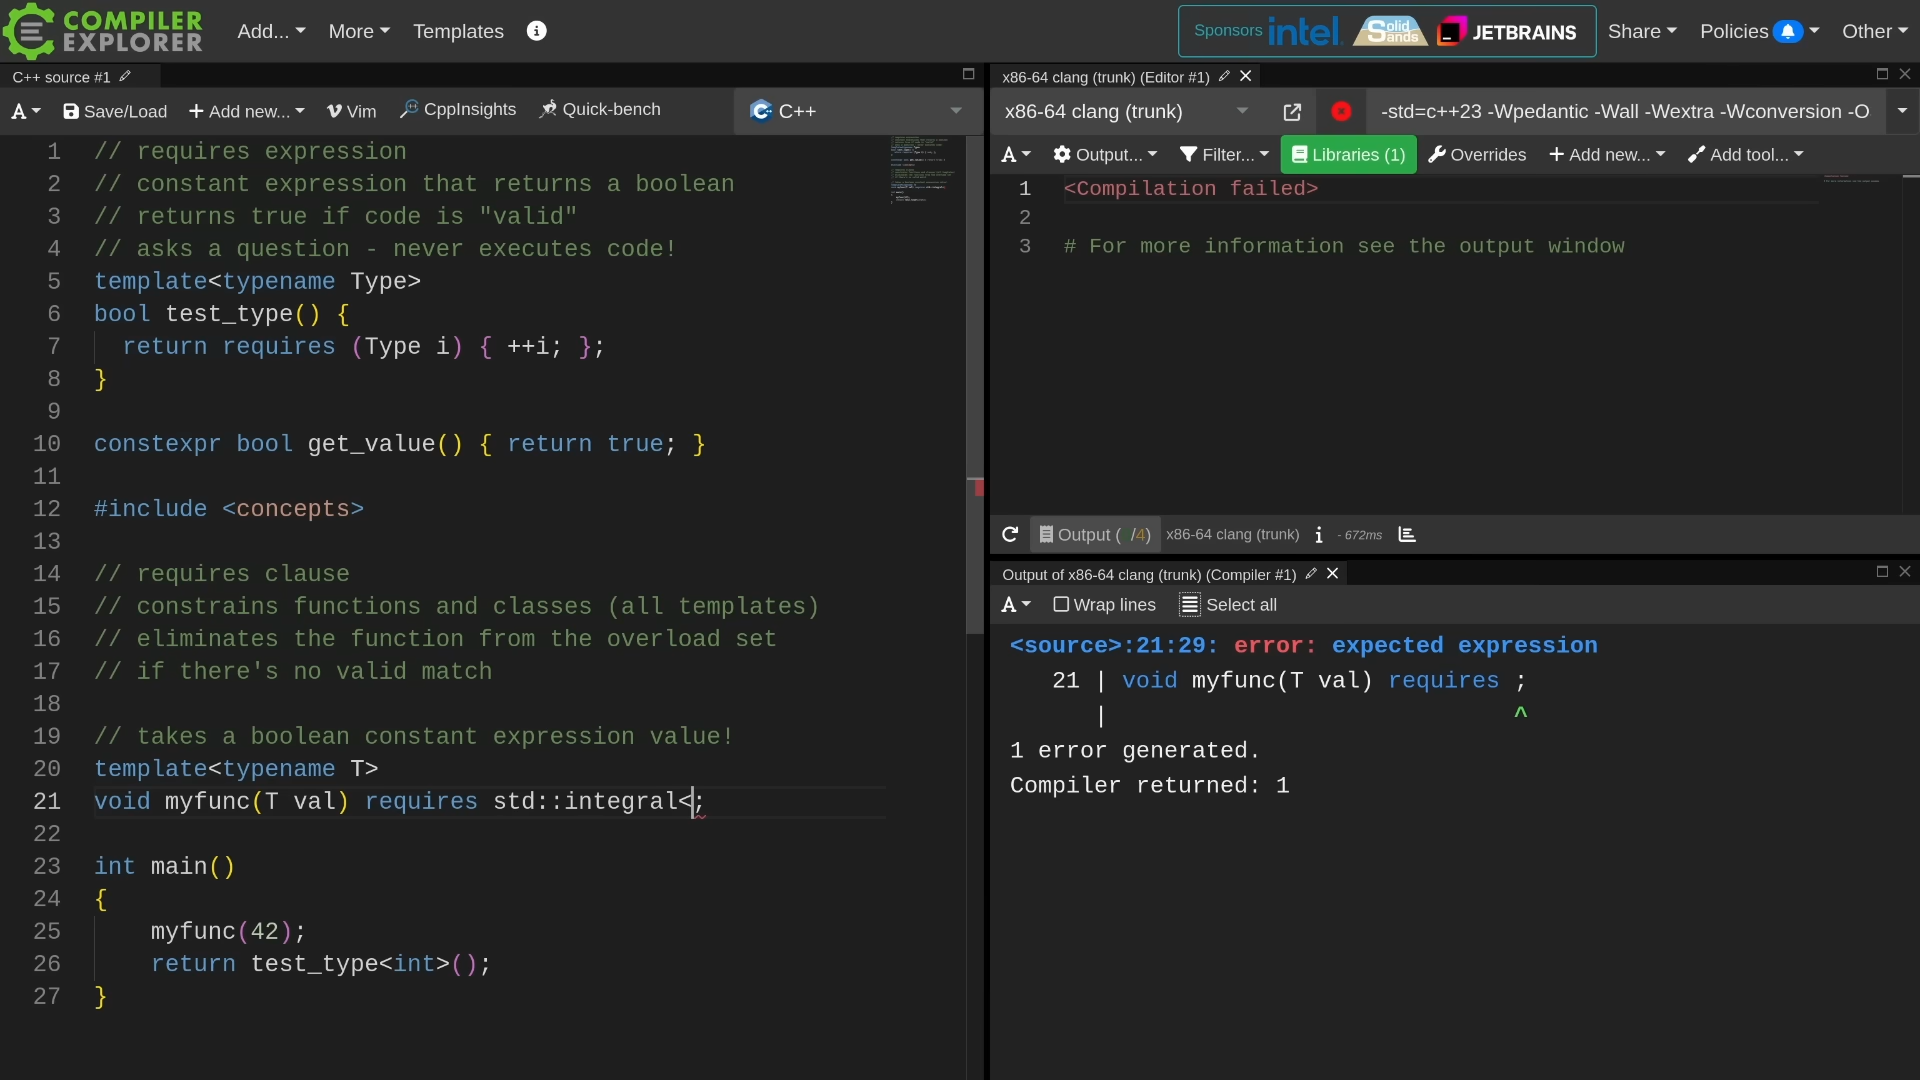 COMPILER
EXPLORER
Add... More Templates
Sponsors intel Solid Sands JETBRAINS Share Policies Other
C++ source #1
A Save/Load + Add new... Vim CppInsights Quick-bench C++
1 // requires expression
2 // constant expression that returns a boolean
3 // returns true if code is "valid"
4 // asks a question - never executes code!
5 template<typename Type>
6 bool test_type() {
7 return requires (Type i) { ++i; };
8 }
9
10 constexpr bool get_value() { return true; }
11
12 #include <concepts>
13
14 // requires clause
15 // constrains functions and classes (all templates)
16 // eliminates the function from the overload set
17 // if there's no valid match
18
19 // takes a boolean constant expression value!
20 template<typename T>
21 void myfunc(T val) requires std::integral<;
22
23 int main()
24 {
25 myfunc(42);
26 return test_type<int>();
27 }
x86-64 clang (trunk) (Editor #1)
x86-64 clang (trunk) -std=c++23 -Wpedantic -Wall -Wextra -Wconversion -O
A Output... Filter... Libraries (1) Overrides + Add new... Add tool...
1 <Compilation failed>
2
3 # For more information see the output window
Output ( /4) x86-64 clang (trunk) i - 672ms
Output of x86-64 clang (trunk) (Compiler #1)
A Wrap lines Select all
<source>:21:29: error: expected expression
21 | void myfunc(T val) requires ;
| ^
1 error generated.
Compiler returned: 1